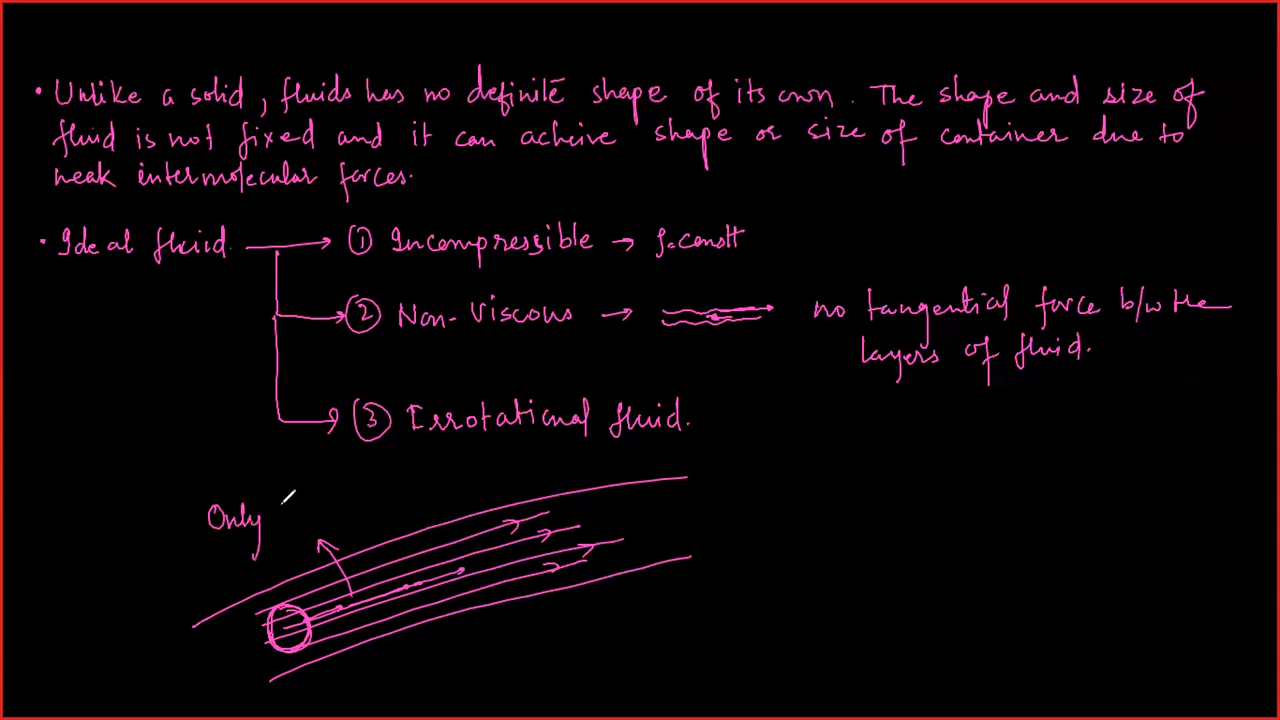 • Unlike a solid, fluids has no definite shape of its own. The shape and size of
fluid is not fixed and it can acheive shape or size of container due to
weak intermolecular forces.
• Ideal fluid → ① Incompressible → ρ=constt
② Non-Viscous → no tangential force b/w the
layers of fluid.
③ Irrotational fluid.
Only